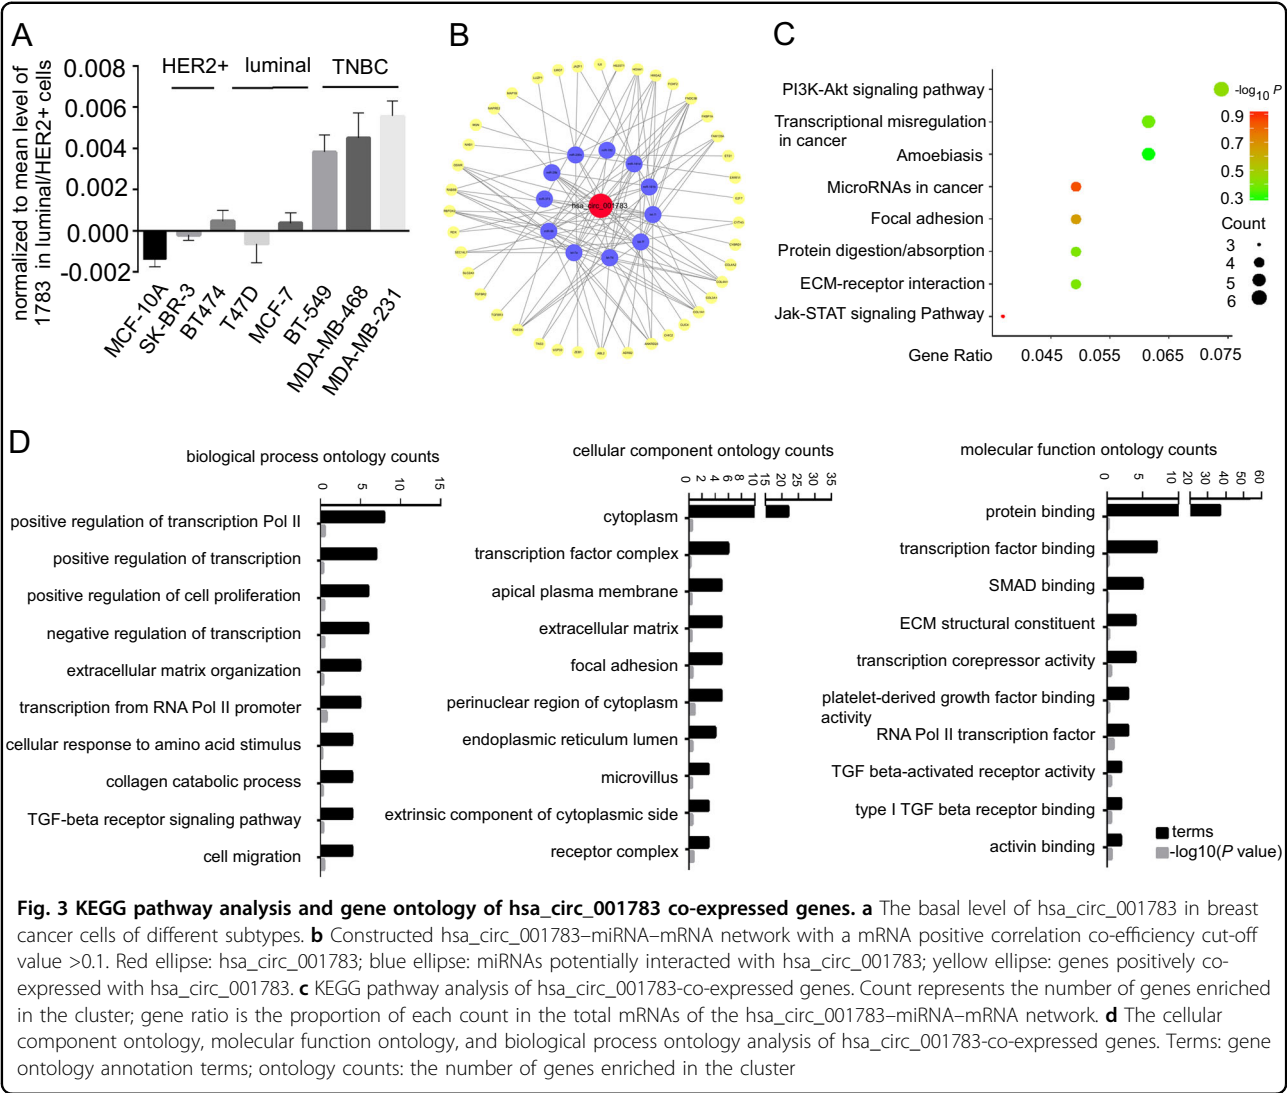 A
normalized to mean level of
1783 in luminal/HER2+ cells
0.008
0.006
0.004
0.002
0.000
-0.002
HER2+ luminal TNBC
MCF-10A
SK-BR-3
BT474
T47D
MCF-7
BT-549
MDA-MB-468
MDA-MB-231
B
hsa_circ_001783
C
PI3K-Akt signaling pathway
Transcriptional misregulation
in cancer
Amoebiasis
MicroRNAs in cancer
Focal adhesion
Protein digestion/absorption
ECM-receptor interaction
Jak-STAT signaling Pathway
Gene Ratio 0.045 0.055 0.065 0.075
-log10 P
0.9
0.7
0.5
0.3
Count
3
4
5
6
D
biological process ontology counts
0 5 10 15
positive regulation of transcription Pol II
positive regulation of transcription
positive regulation of cell proliferation
negative regulation of transcription
extracellular matrix organization
transcription from RNA Pol II promoter
cellular response to amino acid stimulus
collagen catabolic process
TGF-beta receptor signaling pathway
cell migration
cellular component ontology counts
0 2 4 6 8 10 15 20 25 30 35
cytoplasm
transcription factor complex
apical plasma membrane
extracellular matrix
focal adhesion
perinuclear region of cytoplasm
endoplasmic reticulum lumen
microvillus
extrinsic component of cytoplasmic side
receptor complex
molecular function ontology counts
0 5 10 20 30 40 50 60
protein binding
transcription factor binding
SMAD binding
ECM structural constituent
transcription corepressor activity
platelet-derived growth factor binding
activity
RNA Pol II transcription factor
TGF beta-activated receptor activity
type I TGF beta receptor binding
activin binding
terms
-log10(P value)
Fig. 3 KEGG pathway analysis and gene ontology of hsa_circ_001783 co-expressed genes. a The basal level of hsa_circ_001783 in breast
cancer cells of different subtypes. b Constructed hsa_circ_001783–miRNA–mRNA network with a mRNA positive correlation co-efficiency cut-off
value >0.1. Red ellipse: hsa_circ_001783; blue ellipse: miRNAs potentially interacted with hsa_circ_001783; yellow ellipse: genes positively co-
expressed with hsa_circ_001783. c KEGG pathway analysis of hsa_circ_001783-co-expressed genes. Count represents the number of genes enriched
in the cluster; gene ratio is the proportion of each count in the total mRNAs of the hsa_circ_001783–miRNA–mRNA network. d The cellular
component ontology, molecular function ontology, and biological process ontology analysis of hsa_circ_001783-co-expressed genes. Terms: gene
ontology annotation terms; ontology counts: the number of genes enriched in the cluster